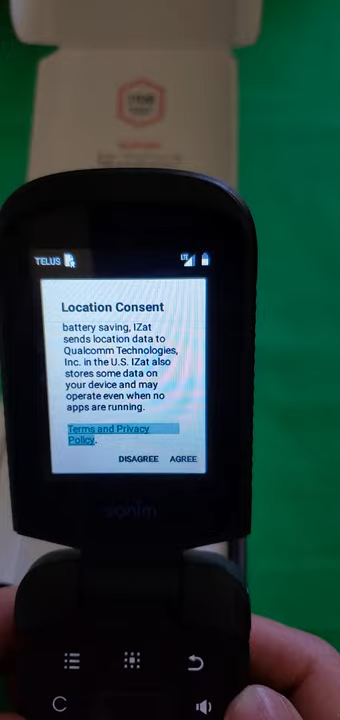 TELUS
LTE
Location Consent
battery saving, IZat
sends location data to
Qualcomm Technologies,
Inc. in the U.S. IZat also
stores some data on
your device and may
operate even when no
apps are running.
Terms and Privacy
Policy.
DISAGREE AGREE
sonim
C